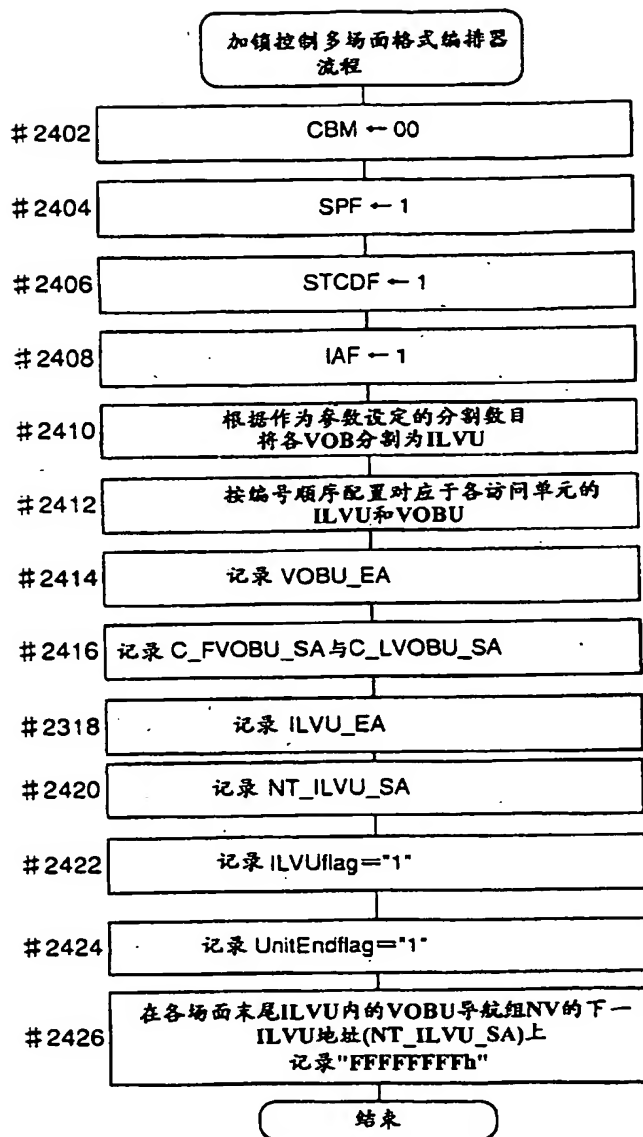 加锁控制多场面格式编排器
流程
#2402
CBM ← 00
#2404
SPF ← 1
#2406
STCDF ← 1
#2408
IAF ← 1
#2410
根据作为参数设定的分割数目
将各VOB分割为ILVU
#2412
按编号顺序配置对应于各访问单元的
ILVU和VOBU
#2414
记录 VOBU_EA
#2416
记录 C_FVOBU_SA与C_LVOBU_SA
#2318
记录 ILVU_EA
#2420
记录 NT_ILVU_SA
#2422
记录 ILVUflag="1"
#2424
记录 UnitEndflag="1"
#2426
在各场面末尾ILVU内的VOBU导航组NV的下一
ILVU地址(NT_ILVU_SA)上
记录"FFFFFFFFh"
结束